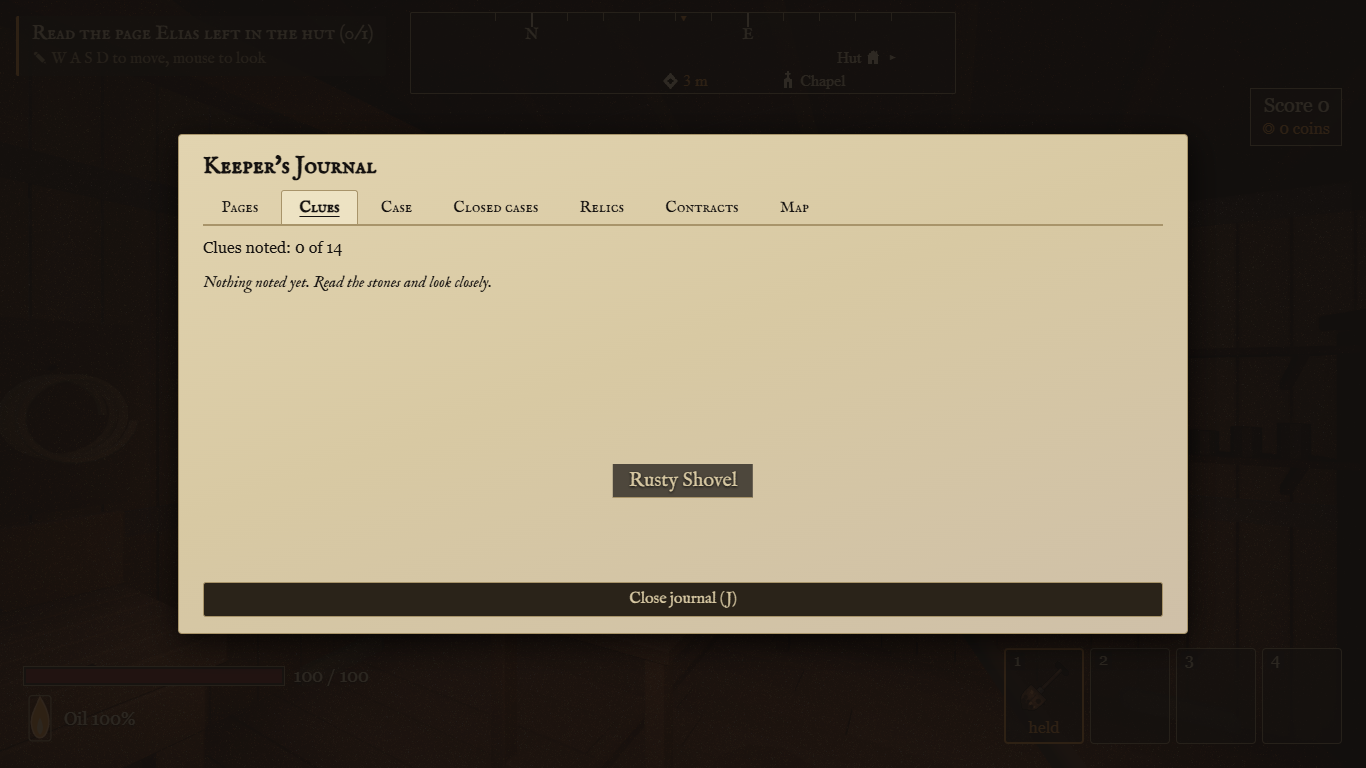 Read the page Elias left in the hut (0/1)
W A S D to move, mouse to look
N E
Hut
3 m
Chapel
Score 0
0 coins
Keeper's Journal
Pages Clues Case Closed cases Relics Contracts Map
Clues noted: 0 of 14
Nothing noted yet. Read the stones and look closely.
Rusty Shovel
Close journal (J)
100 / 100
Oil 100%
1 2 3 4
held